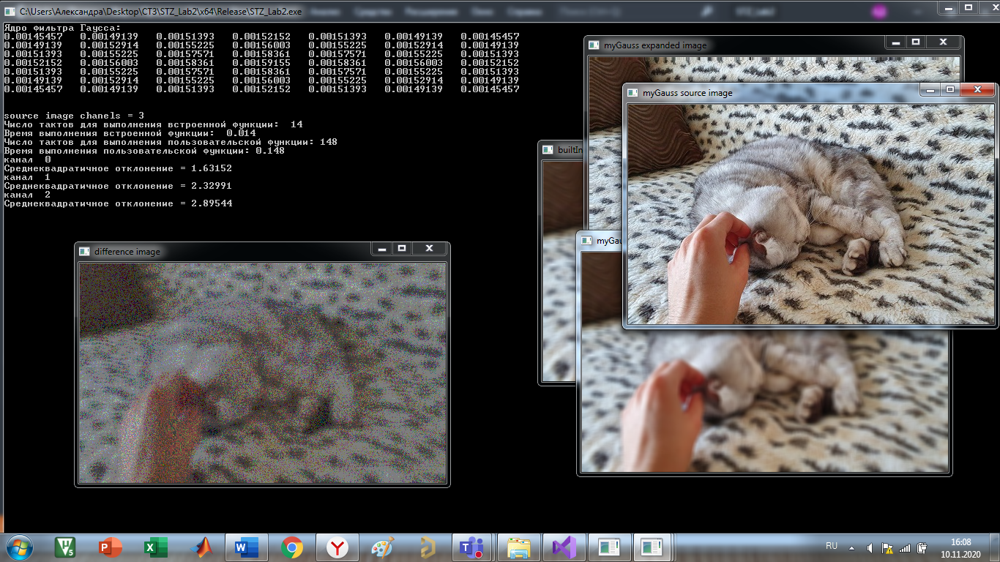 C:\Users\Александра\Desktop\СТЗ\STZ_Lab2\x64\Release\STZ_Lab2.exe
Ядро фильтра Гаусса:
0.00145457 0.00149139 0.00151393 0.00152152 0.00151393 0.00149139 0.00145457
0.00149139 0.00152914 0.00155225 0.00156003 0.00155225 0.00152914 0.00149139
0.00151393 0.00155225 0.00157571 0.00158361 0.00157571 0.00155225 0.00151393
0.00152152 0.00156003 0.00158361 0.00159155 0.00158361 0.00156003 0.00152152
0.00151393 0.00155225 0.00157571 0.00158361 0.00157571 0.00155225 0.00151393
0.00149139 0.00152914 0.00155225 0.00156003 0.00155225 0.00152914 0.00149139
0.00145457 0.00149139 0.00151393 0.00152152 0.00151393 0.00149139 0.00145457
source image chanels = 3
Число тактов для выполнения встроенной функции: 14
Время выполнения встроенной функции: 0.014
Число тактов для выполнения пользовательской функции: 148
Время выполнения пользовательской функции: 0.148
канал 0
Среднеквадратичное отклонение = 1.63152
канал 1
Среднеквадратичное отклонение = 2.32991
канал 2
Среднеквадратичное отклонение = 2.89544
myGauss expanded image
myGauss source image
builtIn
myGau
difference image
RU
16:08
10.11.2020